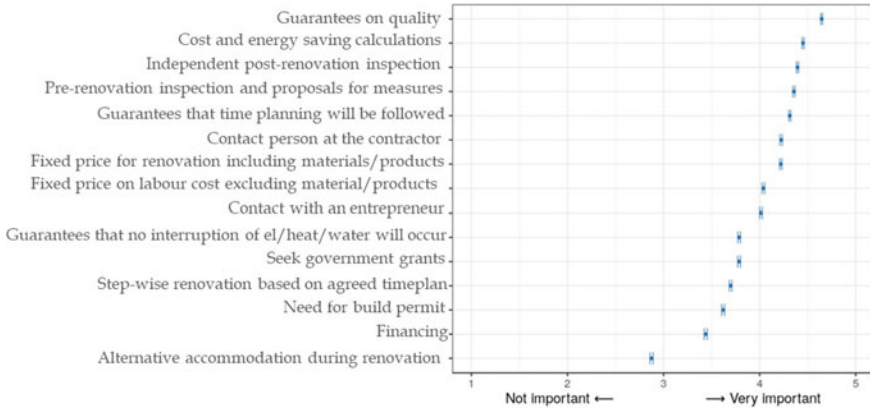 Guarantees on quality
Cost and energy saving calculations
Independent post-renovation inspection
Pre-renovation inspection and proposals for measures
Guarantees that time planning will be followed
Contact person at the contractor
Fixed price for renovation including materials/products
Fixed price on labour cost excluding material/products
Contact with an entrepreneur
Guarantees that no interruption of el/heat/water will occur
Seek government grants
Step-wise renovation based on agreed timeplan
Need for build permit
Financing
Alternative accommodation during renovation
1 2 3 4 5
Not important ← → Very important